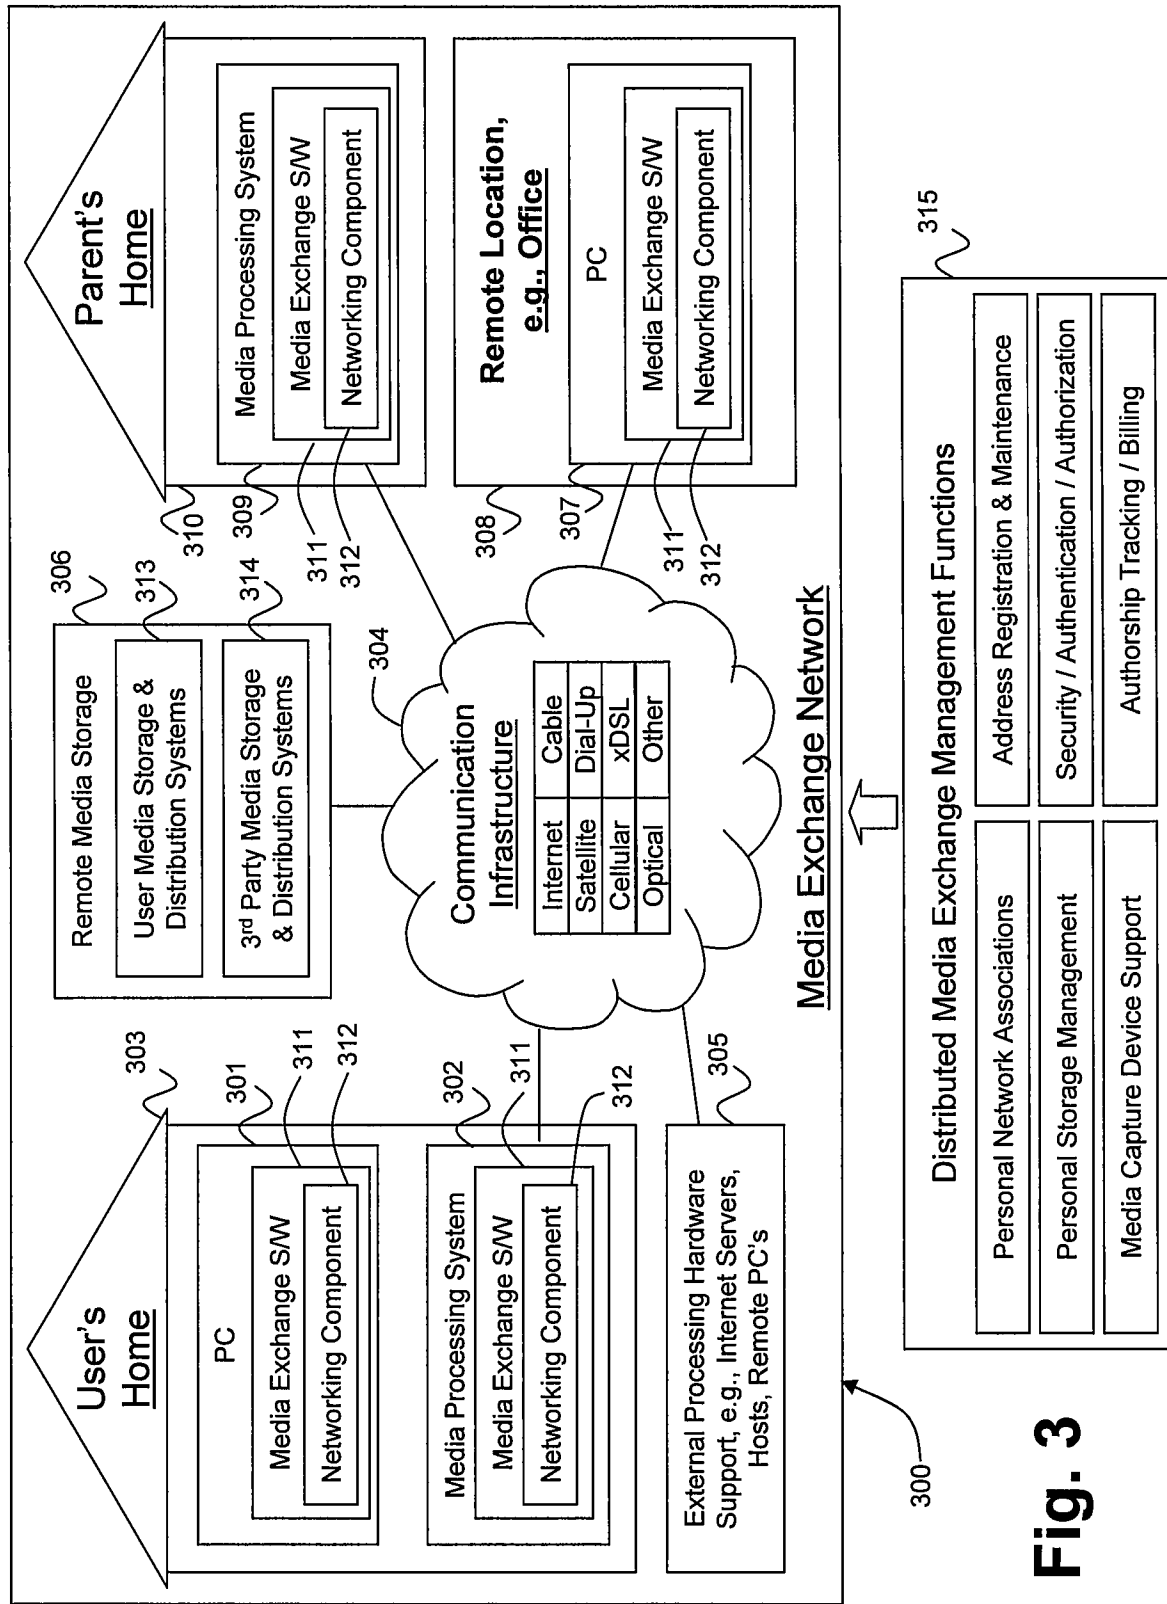 User's
Home
303
PC
301
Media Exchange S/W
311
Networking Component
312
Media Processing System
302
Media Exchange S/W
311
Networking Component
312
External Processing Hardware
Support, e.g., Internet Servers,
Hosts, Remote PC's
305
Remote Media Storage
306
User Media Storage &
Distribution Systems
313
3rd Party Media Storage
& Distribution Systems
314
304
Communication
Infrastructure
Internet Cable
Satellite Dial-Up
Cellular xDSL
Optical Other
Parent's
Home
310
Media Processing System
309
Media Exchange S/W
311
Networking Component
312
Remote Location,
e.g., Office
308
PC
307
Media Exchange S/W
311
Networking Component
312
Media Exchange Network
300
Distributed Media Exchange Management Functions
315
Personal Network Associations
Address Registration & Maintenance
Personal Storage Management
Security / Authentication / Authorization
Media Capture Device Support
Authorship Tracking / Billing
Fig. 3